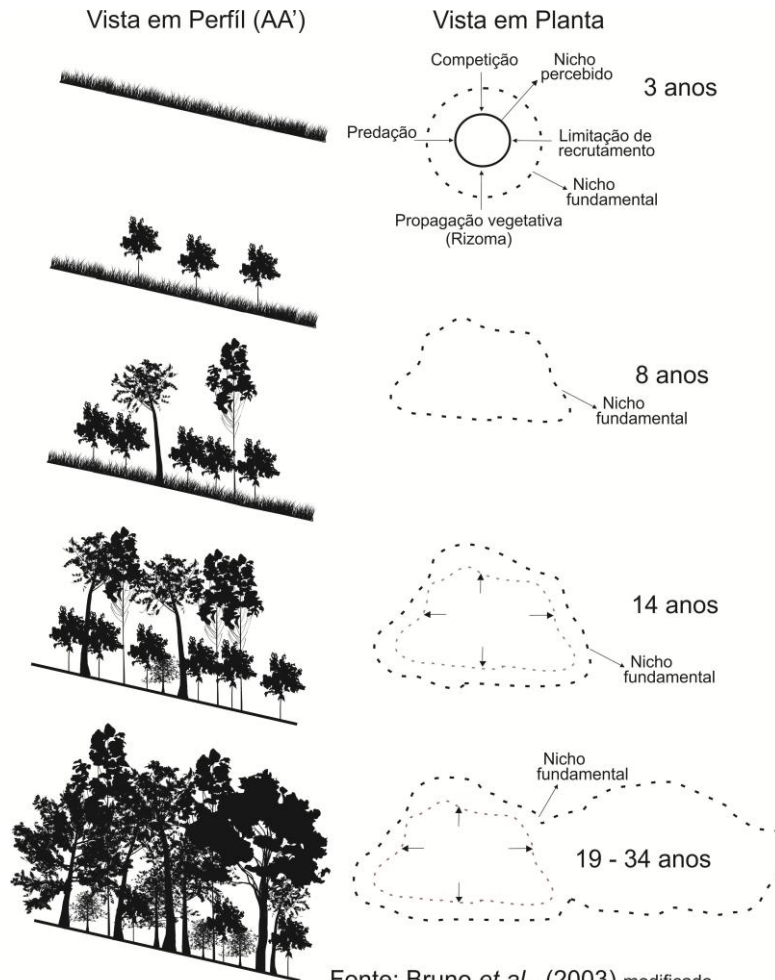 Vista em Perfíl (AA')
Vista em Planta
Competição
Nicho
percebido
3 anos
Predação
Limitação de
recrutamento
Nicho
fundamental
Propagação vegetativa
(Rizoma)
8 anos
Nicho
fundamental
14 anos
Nicho
fundamental
Nicho
fundamental
19 - 34 anos
Fonte: Bruno et al., (2003) modificado